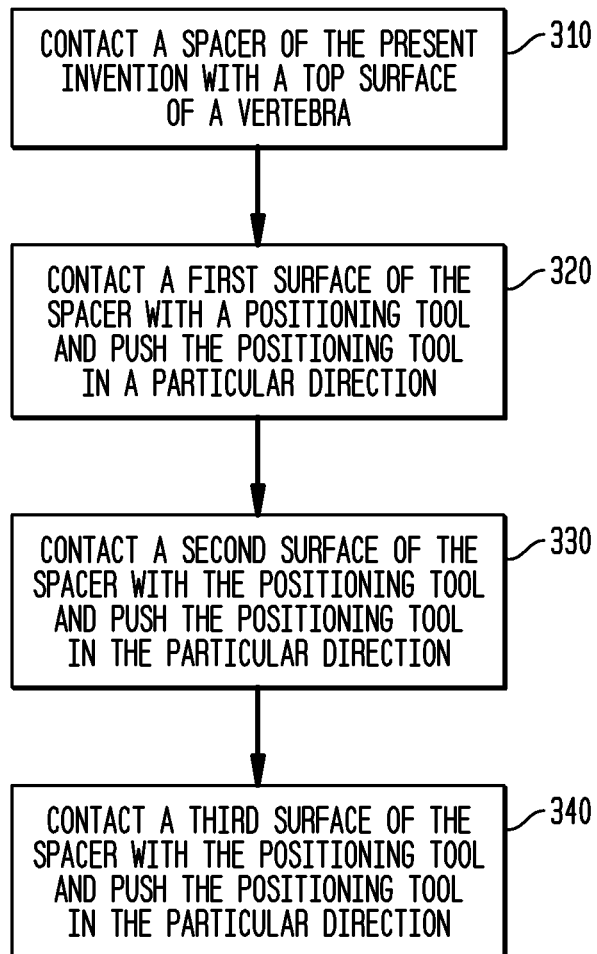 CONTACT A SPACER OF THE PRESENT
INVENTION WITH A TOP SURFACE
OF A VERTEBRA
310
CONTACT A FIRST SURFACE OF THE
SPACER WITH A POSITIONING TOOL
AND PUSH THE POSITIONING TOOL
IN A PARTICULAR DIRECTION
320
CONTACT A SECOND SURFACE OF THE
SPACER WITH THE POSITIONING TOOL
AND PUSH THE POSITIONING TOOL
IN THE PARTICULAR DIRECTION
330
CONTACT A THIRD SURFACE OF THE
SPACER WITH THE POSITIONING TOOL
AND PUSH THE POSITIONING TOOL
IN THE PARTICULAR DIRECTION
340